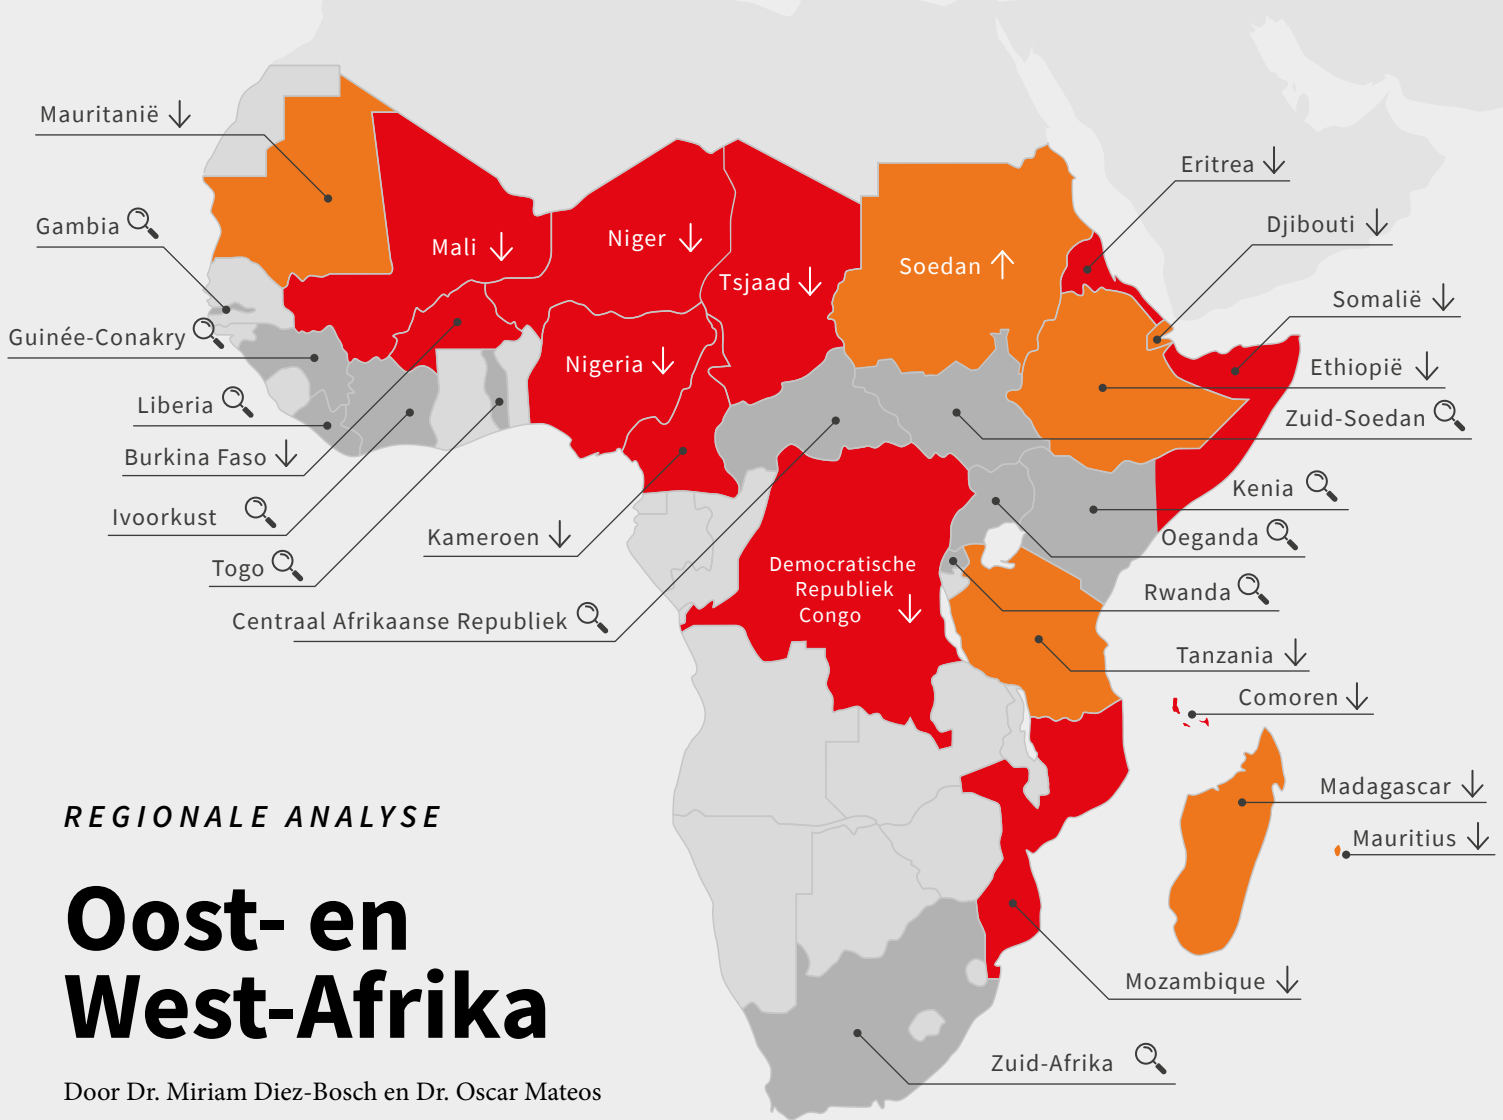 Mauritanië
Gambia
Guinée-Conakry
Liberia
Burkina Faso
Ivoorkust
Togo
Kameroen
Centraal Afrikaanse Republiek
Mali
Niger
Tsjaad
Soedan
Nigeria
Democratische
Republiek
Congo
Eritrea
Djibouti
Somalië
Ethiopië
Zuid-Soedan
Kenia
Oeganda
Rwanda
Tanzania
Comoren
Madagascar
Mauritius
Mozambique
Zuid-Afrika
REGIONALE ANALYSE
Oost- en
West-Afrika
Door Dr. Miriam Diez-Bosch en Dr. Oscar Mateos